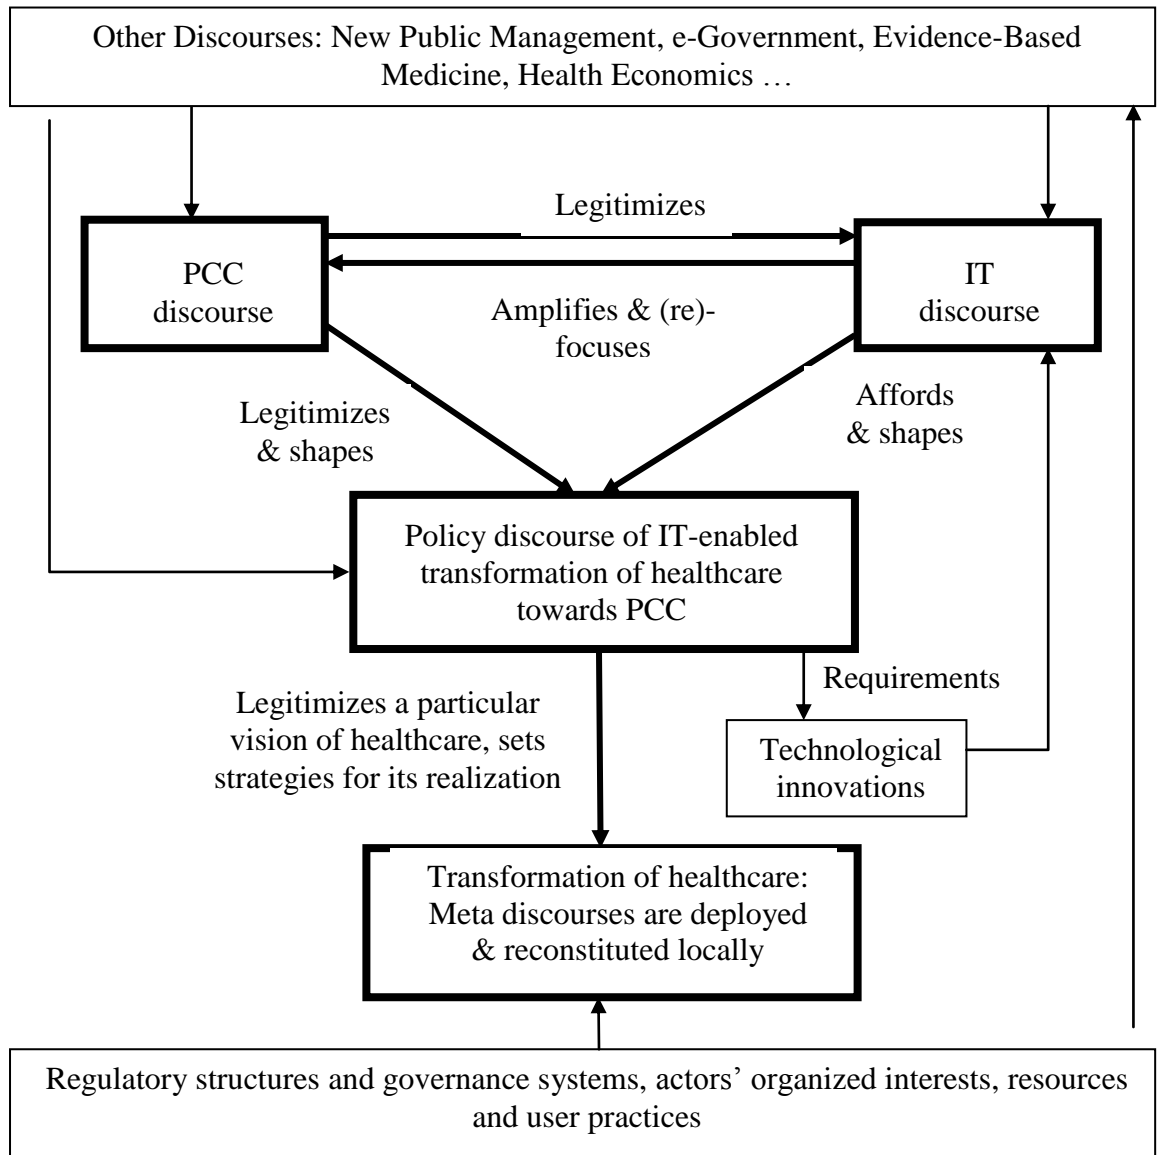 Other Discourses: New Public Management, e-Government, Evidence-Based
Medicine, Health Economics …
Legitimizes
PCC
discourse
IT
discourse
Amplifies & (re)-
focuses
Legitimizes
& shapes
Affords
& shapes
Policy discourse of IT-enabled
transformation of healthcare
towards PCC
Requirements
Legitimizes a particular
vision of healthcare, sets
strategies for its realization
Technological
innovations
Transformation of healthcare:
Meta discourses are deployed
& reconstituted locally
Regulatory structures and governance systems, actors’ organized interests, resources
and user practices